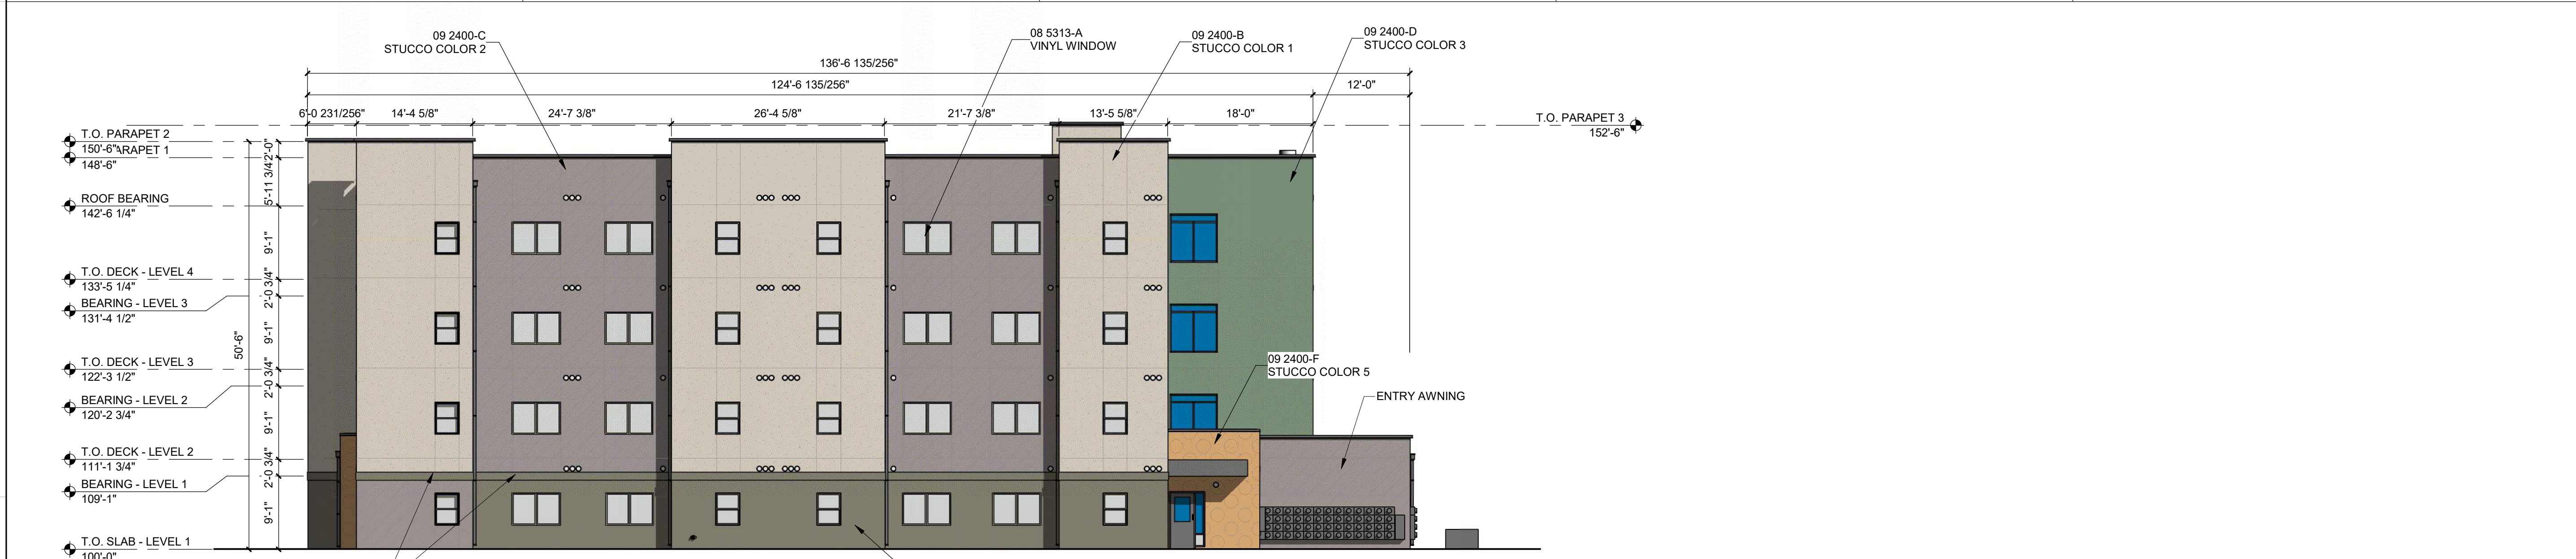 09 2400-C
STUCCO COLOR 2
08 5313-A
VINYL WINDOW
09 2400-B
STUCCO COLOR 1
09 2400-D
STUCCO COLOR 3
136'-6 135/256"
124'-6 135/256"
12'-0"
6'-0 231/256"
14'-4 5/8"
24'-7 3/8"
26'-4 5/8"
21'-7 3/8"
13'-5 5/8"
18'-0"
T.O. PARAPET 3
152'-6"
T.O. PARAPET 2
150'-6"
ARAPET 1
148'-6"
ROOF BEARING
142'-6 1/4"
T.O. DECK - LEVEL 4
133'-5 1/4"
BEARING - LEVEL 3
131'-4 1/2"
T.O. DECK - LEVEL 3
122'-3 1/2"
BEARING - LEVEL 2
120'-2 3/4"
T.O. DECK - LEVEL 2
111'-1 3/4"
BEARING - LEVEL 1
109'-1"
T.O. SLAB - LEVEL 1
100'-0"
50'-6"
2'-0"
5'-11 3/4"
9'-1"
2'-0 3/4"
9'-1"
2'-0 3/4"
9'-1"
2'-0 3/4"
9'-1"
09 2400-F
STUCCO COLOR 5
ENTRY AWNING